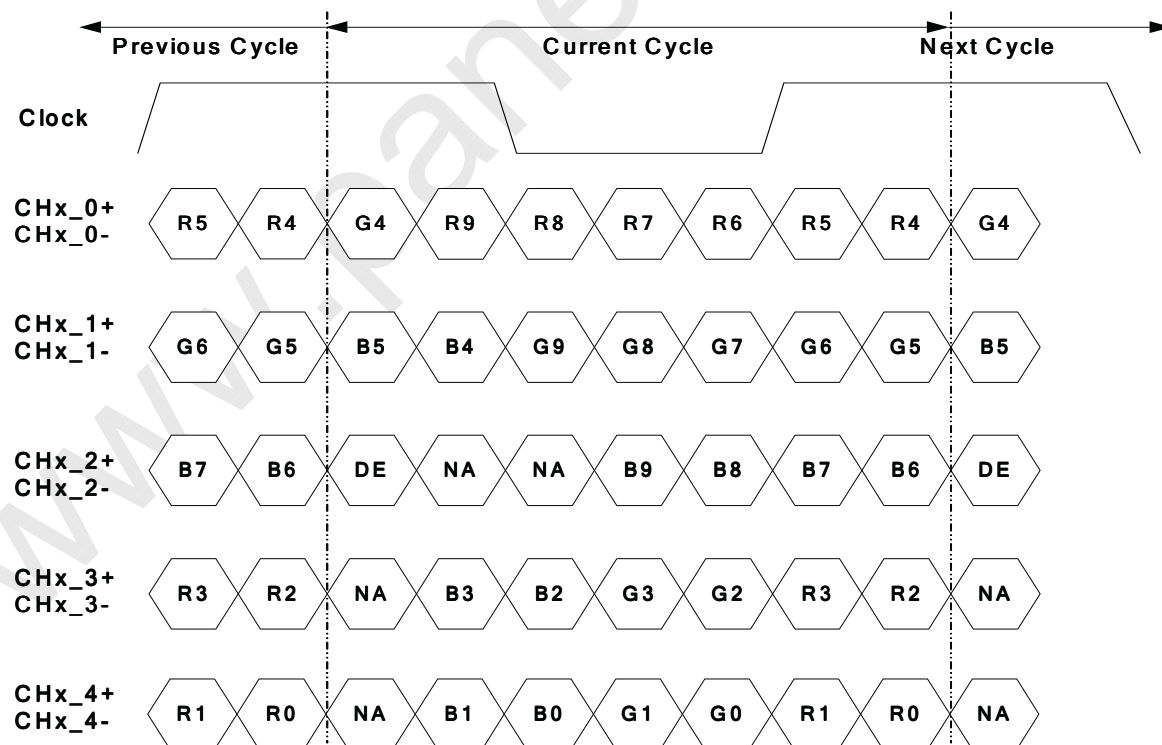 Previous Cycle Current Cycle Next Cycle
Clock
CHx_0+
CHx_0-
R5 R4 G4 R9 R8 R7 R6 R5 R4 G4
CHx_1+
CHx_1-
G6 G5 B5 B4 G9 G8 G7 G6 G5 B5
CHx_2+
CHx_2-
B7 B6 DE NA NA B9 B8 B7 B6 DE
CHx_3+
CHx_3-
R3 R2 NA B3 B2 G3 G2 R3 R2 NA
CHx_4+
CHx_4-
R1 R0 NA B1 B0 G1 G0 R1 R0 NA
www.pane